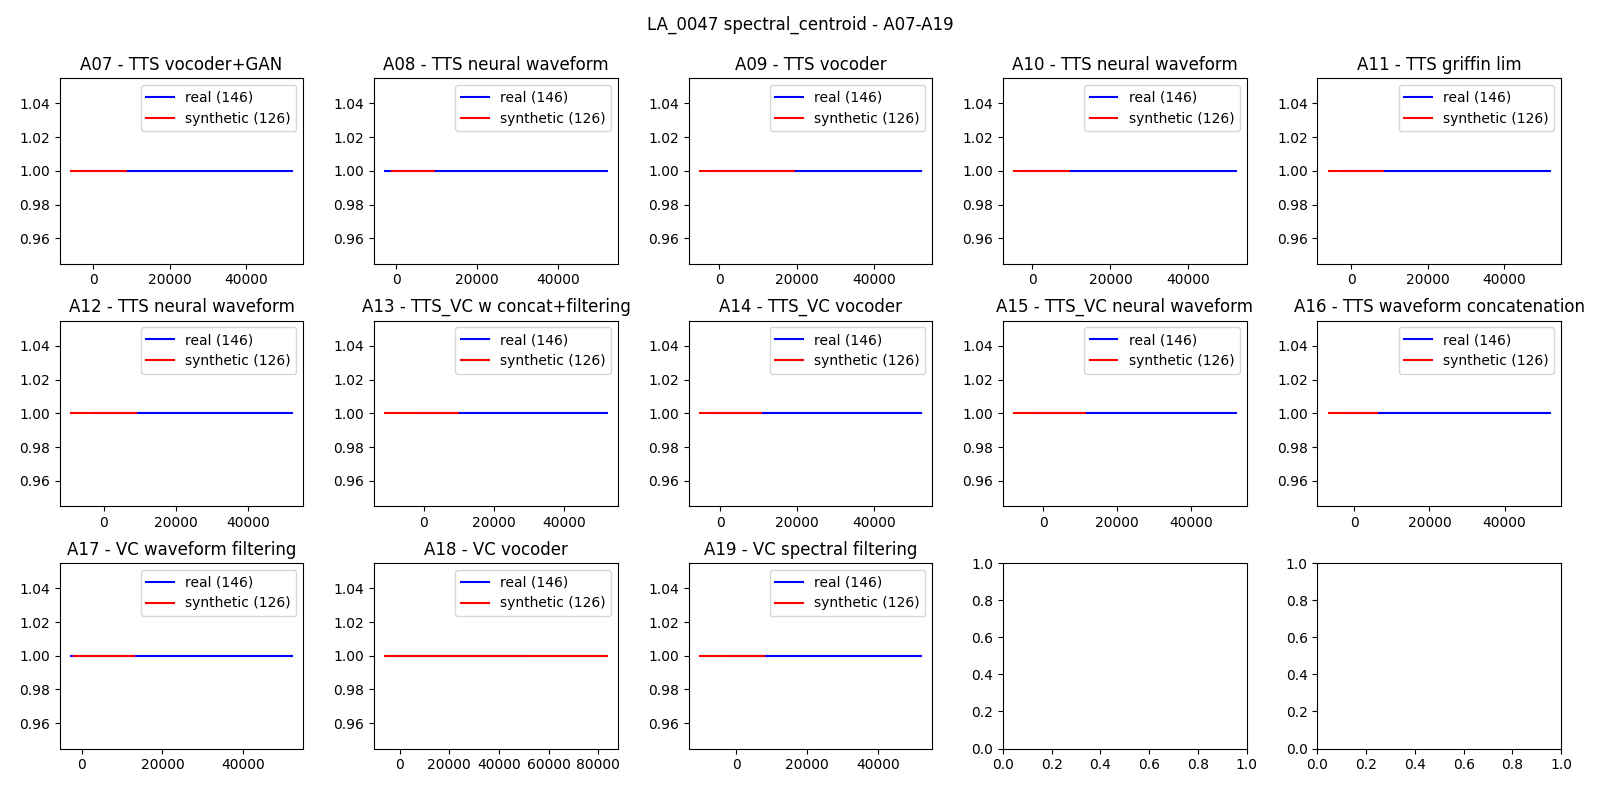 LA_0047 spectral_centroid - A07-A19
A07 - TTS vocoder+GAN
real (146)
synthetic (126)
1.04
1.02
1.00
0.98
0.96
0 20000 40000
A08 - TTS neural waveform
real (146)
synthetic (126)
1.04
1.02
1.00
0.98
0.96
0 20000 40000
A09 - TTS vocoder
real (146)
synthetic (126)
1.04
1.02
1.00
0.98
0.96
0 20000 40000
A10 - TTS neural waveform
real (146)
synthetic (126)
1.04
1.02
1.00
0.98
0.96
0 20000 40000
A11 - TTS griffin lim
real (146)
synthetic (126)
1.04
1.02
1.00
0.98
0.96
0 20000 40000
A12 - TTS neural waveform
real (146)
synthetic (126)
1.04
1.02
1.00
0.98
0.96
0 20000 40000
A13 - TTS_VC w concat+filtering
real (146)
synthetic (126)
1.04
1.02
1.00
0.98
0.96
0 20000 40000
A14 - TTS_VC vocoder
real (146)
synthetic (126)
1.04
1.02
1.00
0.98
0.96
0 20000 40000
A15 - TTS_VC neural waveform
real (146)
synthetic (126)
1.04
1.02
1.00
0.98
0.96
0 20000 40000
A16 - TTS waveform concatenation
real (146)
synthetic (126)
1.04
1.02
1.00
0.98
0.96
0 20000 40000
A17 - VC waveform filtering
real (146)
synthetic (126)
1.04
1.02
1.00
0.98
0.96
0 20000 40000
A18 - VC vocoder
real (146)
synthetic (126)
1.04
1.02
1.00
0.98
0.96
0 20000 40000 60000 80000
A19 - VC spectral filtering
real (146)
synthetic (126)
1.04
1.02
1.00
0.98
0.96
0 20000 40000
1.0
0.8
0.6
0.4
0.2
0.0
0.0 0.2 0.4 0.6 0.8 1.0
1.0
0.8
0.6
0.4
0.2
0.0
0.0 0.2 0.4 0.6 0.8 1.0